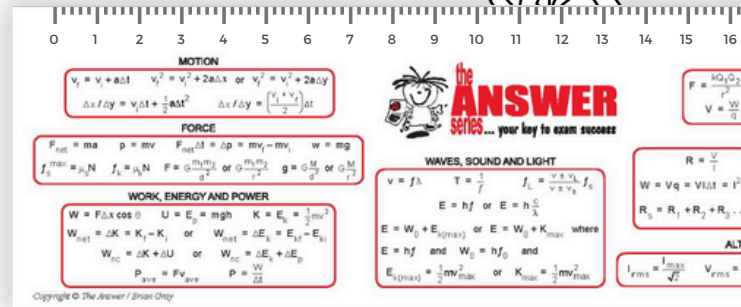 0 1 2 3 4 5 6 7 8 9 10 11 12 13 14 15 16
MOTION
v_f = v_i + aΔt v_f² = v_i² + 2aΔx or v_f² = v_i² + 2aΔy
Δx/Δy = v_iΔt + ½aΔt² Δx/Δy = ((v_i + v_f)/2)Δt
FORCE
F_net = ma p = mv F_netΔt = Δp = mv_f – mv_i w = mg
f_s^max = μ_sN f_k = μ_kN F = G m₁m₂/d² or G m₁m₂/r² g = G M/d² or G M/r²
WORK, ENERGY AND POWER
W = FΔx cos θ U = E_p = mgh K = E_k = ½mv²
W_net = ΔK = K_f – K_i or W_net = ΔE_k = E_kf – E_ki
W_nc = ΔK + ΔU or W_nc = ΔE_k + ΔE_p
P_ave = Fv_ave P = W/Δt
Copyright © The Answer / Brian Gray
the
ANSWER
series... your key to exam success
WAVES, SOUND AND LIGHT
v = fλ T = 1/f f_L = (v ± v_L)/(v ± v_s) f_s
E = hf or E = h c/λ
E = W₀ + E_k(max) or E = W₀ + K_max where
E = hf and W₀ = hf₀ and
E_k(max) = ½mv²_max or K_max = ½mv²_max
F = kQ₁Q₂/r²
V = W/q
R = V/I
W = Vq = VIΔt = I²
R_s = R₁ + R₂ + R₃ ..
ALT
I_rms = I_max/√2 V_rms =